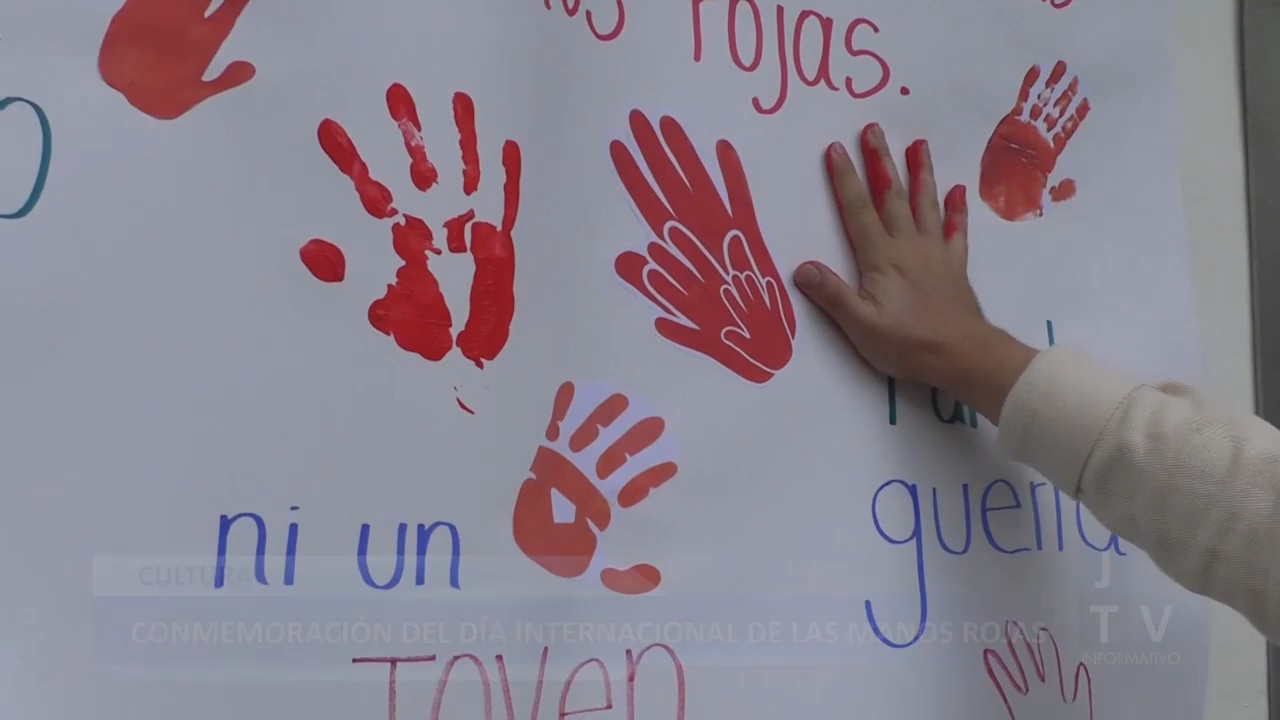 rojas.
ni un
guerra
Joven
CULTURA
CONMEMORACIÓN DEL DÍA INTERNACIONAL DE LAS MANOS ROJAS
J
TV
INFORMATIVO